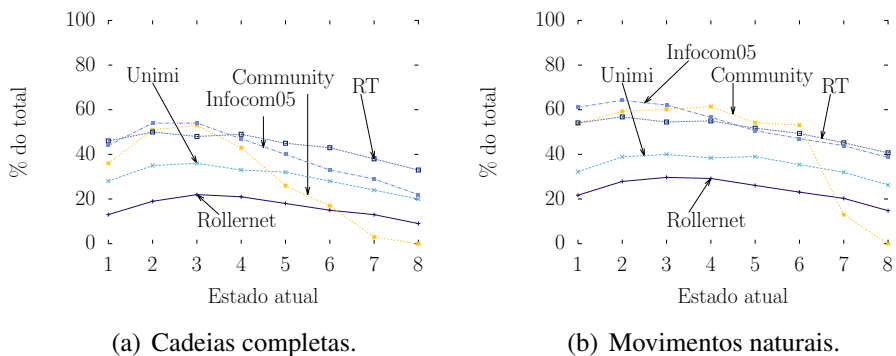 100
80
60
40
20
0
% do total
Unimi
Community
Infocom05
RT
Rollernet
1 2 3 4 5 6 7 8
Estado atual
(a) Cadeias completas.
100
80
60
40
20
0
% do total
Infocom05
Unimi
Community
RT
Rollernet
1 2 3 4 5 6 7 8
Estado atual
(b) Movimentos naturais.